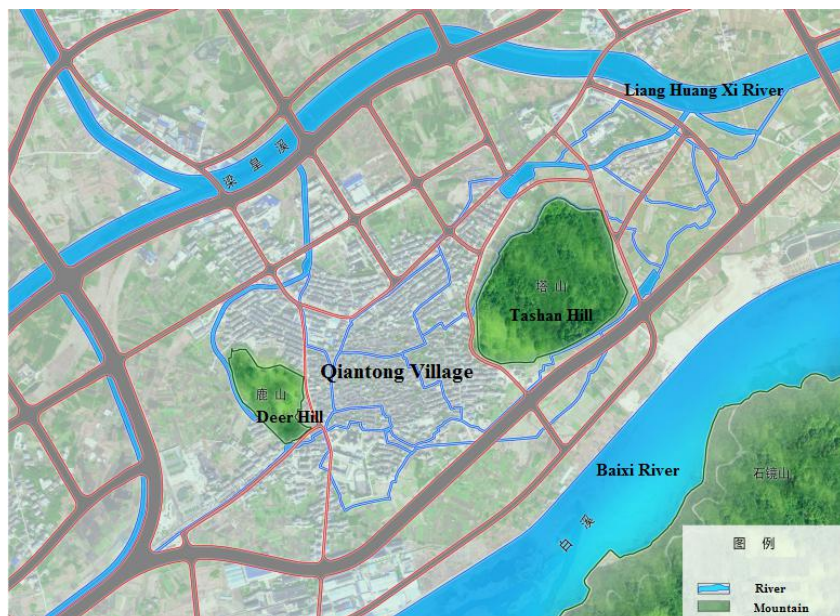 Liang Huang Xi River
梁皇溪
塔山
Tashan Hill
Qiantong Village
鹿山
Deer Hill
Baixi River
石镜山
白溪
图 例
River
Mountain